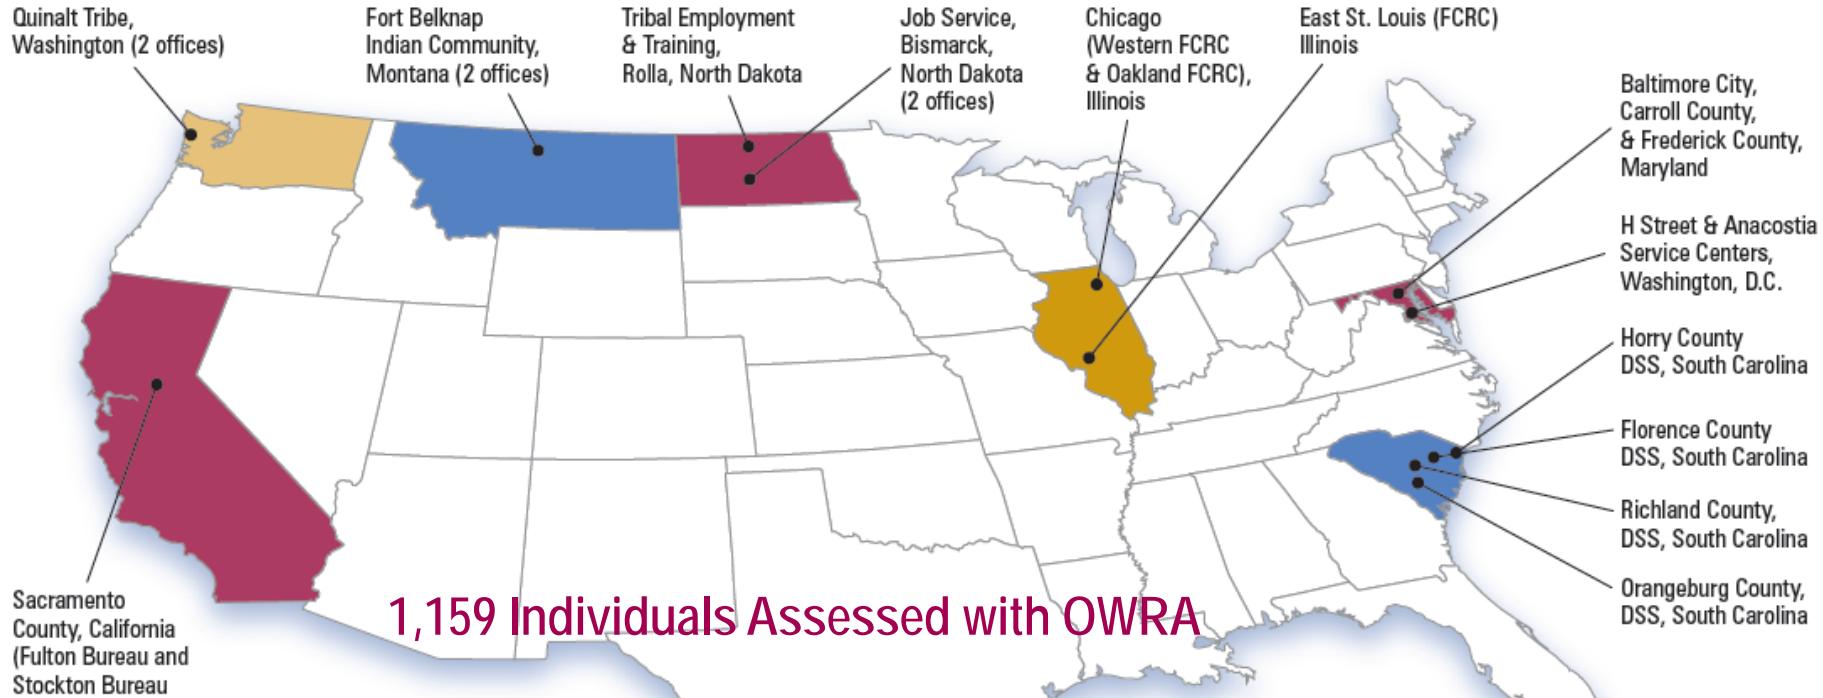 Quinalt Tribe,
Washington (2 offices)
Fort Belknap
Indian Community,
Montana (2 offices)
Tribal Employment
& Training,
Rolla, North Dakota
Job Service,
Bismarck,
North Dakota
(2 offices)
Chicago
(Western FCRC
& Oakland FCRC),
Illinois
East St. Louis (FCRC)
Illinois
Baltimore City,
Carroll County,
& Frederick County,
Maryland
H Street & Anacostia
Service Centers,
Washington, D.C.
Horry County
DSS, South Carolina
Florence County
DSS, South Carolina
Richland County,
DSS, South Carolina
Orangeburg County,
DSS, South Carolina
Sacramento
County, California
(Fulton Bureau and
Stockton Bureau
1,159 Individuals Assessed with OWRA